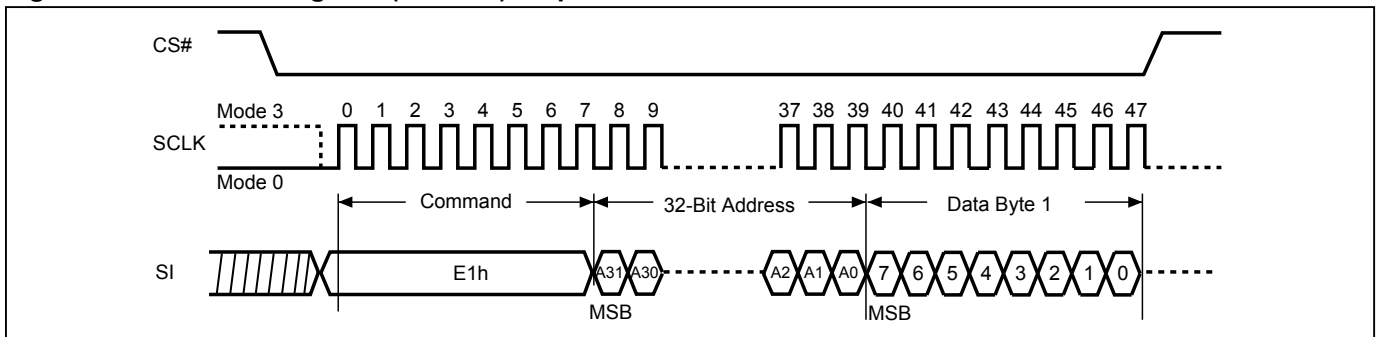 CS#
Mode 3 0 1 2 3 4 5 6 7 8 9 37 38 39 40 41 42 43 44 45 46 47
SCLK
Mode 0
Command 32-Bit Address Data Byte 1
SI E1h A31 A30 A2 A1 A0 7 6 5 4 3 2 1 0
MSB MSB